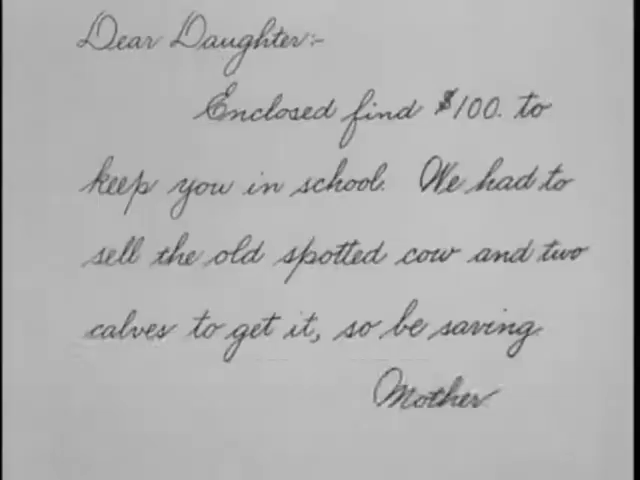 Dear Daughter:-
Enclosed find $100. to
keep you in school. We had to
sell the old spotted cow and two
calves to get it, so be saving.
Mother